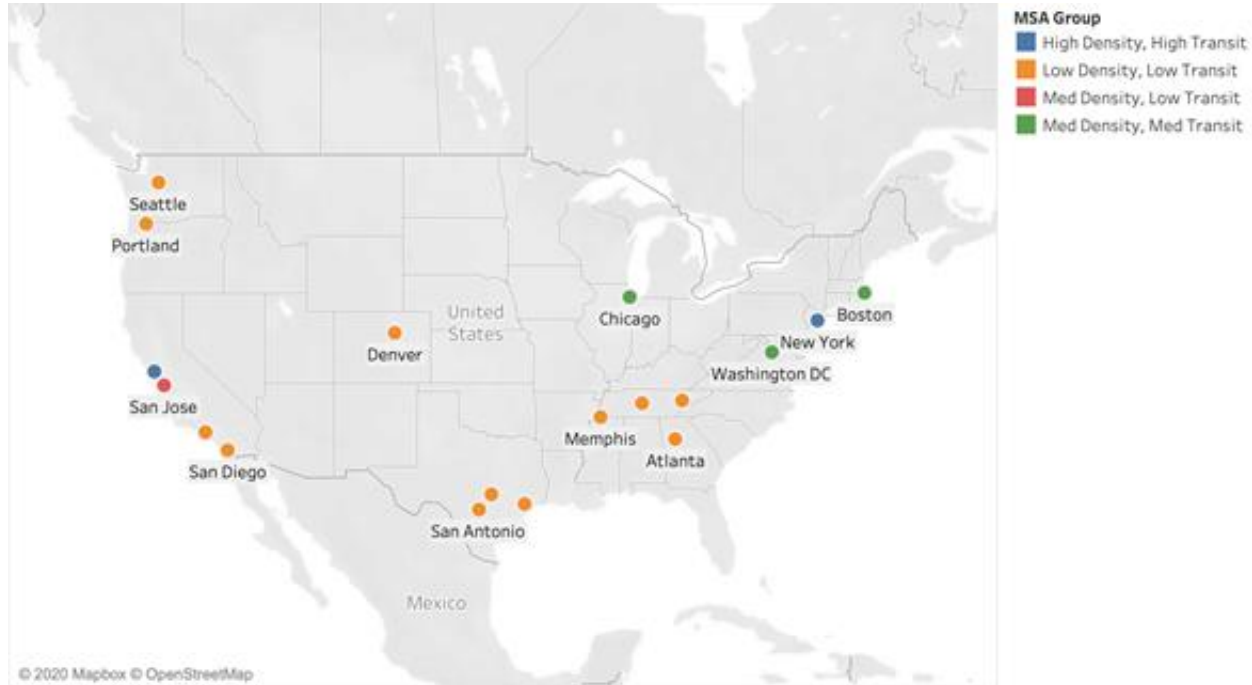 MSA Group
High Density, High Transit
Low Density, Low Transit
Med Density, Low Transit
Med Density, Med Transit
Seattle
Portland
United
States
Chicago
Boston
New York
Denver
Washington DC
San Jose
Memphis
Atlanta
San Diego
San Antonio
Mexico
© 2020 Mapbox © OpenStreetMap